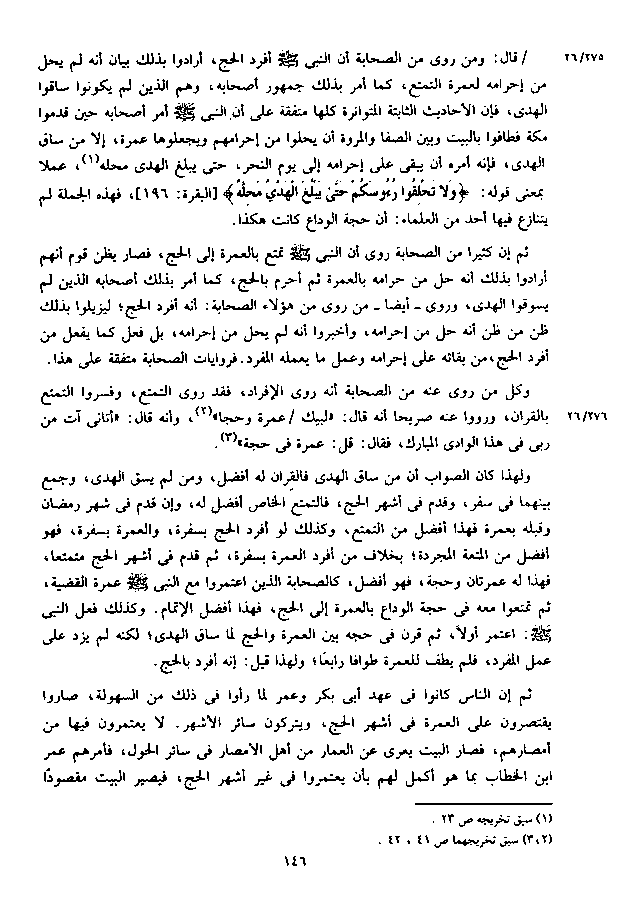 ٢٦/٢٧٥ / قال: ومن روى من الصحابة أن النبى ﷺ أفرد الحج، أرادوا بذلك بيان أنه لم يحل
من إحرامه لعمرة التمتع، كما أمر بذلك جمهور أصحابه، وهم الذين لم يكونوا ساقوا
الهدى، فإن الأحاديث الثابتة المتواترة كلها متفقة على أن النبى ﷺ أمر أصحابه حين قدموا
مكة فطافوا بالبيت وبين الصفا والمروة أن يحلوا من إحرامهم ويجعلوها عمرة، إلا من ساق
الهدى، فإنه أمره أن يبقى على إحرامه إلى يوم النحر، حتى يبلغ الهدى محله(١)، عملا
بمعنى قوله: ﴿وَلا تَحْلِقُوا رُءُوسَكُمْ حَتَّىٰ يَبْلُغَ الْهَدْيُ مَحِلَّهُ﴾ [البقرة: ١٩٦]، فهذه الجملة لم
يتنازع فيها أحد من العلماء: أن حجة الوداع كانت هكذا.
ثم إن كثيرا من الصحابة روى أن النبى ﷺ تمتع بالعمرة إلى الحج، فصار يظن قوم أنهم
أرادوا بذلك أنه حل من حرامه بالعمرة ثم أحرم بالحج، كما أمر بذلك أصحابه الذين لم
يسوقوا الهدى، وروى ـ أيضا ـ من روى من هؤلاء الصحابة: أنه أفرد الحج؛ ليزيلوا بذلك
ظن من ظن أنه حل من إحرامه، وأخبروا أنه لم يحل من إحرامه، بل فعل كما يفعل من
أفرد الحج،من بقائه على إحرامه وعمل ما يعمله المفرد.فروايات الصحابة متفقة على هذا.
وكل من روى عنه من الصحابة أنه روى الإفراد، فقد روى التمتع، وفسروا التمتع
٢٦/٢٧٦ بالقران، ورووا عنه صريحا أنه قال: «لبيك / عمرة وحجا»(٢)، وأنه قال: «أتانى آت من
ربى فى هذا الوادى المبارك، فقال: قل: عمرة فى حجة»(٣).
ولهذا كان الصواب أن من ساق الهدى فالقِران له أفضل، ومن لم يسق الهدى، وجمع
بينهما فى سفر، وقدم فى أشهر الحج، فالتمتع الخاص أفضل له، وإن قدم فى شهر رمضان
وقبله بعمرة فهذا أفضل من التمتع، وكذلك لو أفرد الحج بسفرة، والعمرة بسفرة، فهو
أفضل من المتعة المجردة؛ بخلاف من أفرد العمرة بسفرة، ثم قدم فى أشهر الحج متمتعا،
فهذا له عمرتان وحجة، فهو أفضل، كالصحابة الذين اعتمروا مع النبى ﷺ عمرة القضية،
ثم تمتعوا معه فى حجة الوداع بالعمرة إلى الحج، فهذا أفضل الإتمام. وكذلك فعل النبى
ﷺ: اعتمر أولاً، ثم قرن فى حجه بين العمرة والحج لما ساق الهدى؛ لكنه لم يزد على
عمل المفرد، فلم يطف للعمرة طوافا رابعًا؛ ولهذا قيل: إنه أفرد بالحج.
ثم إن الناس كانوا فى عهد أبى بكر وعمر لما رأوا فى ذلك من السهولة، صاروا
يقتصرون على العمرة فى أشهر الحج، ويتركون سائر الأشهر. لا يعتمرون فيها من
أمصارهم، فصار البيت يعرى عن العمار من أهل الأمصار فى سائر الحول، فأمرهم عمر
ابن الخطاب بما هو أكمل لهم بأن يعتمروا فى غير أشهر الحج، فيصير البيت مقصودًا
(١) سبق تخريجه ص ٢٣ .
(٢،٣) سبق تخريجهما ص ٤١ ، ٤٢ .
١٤٦